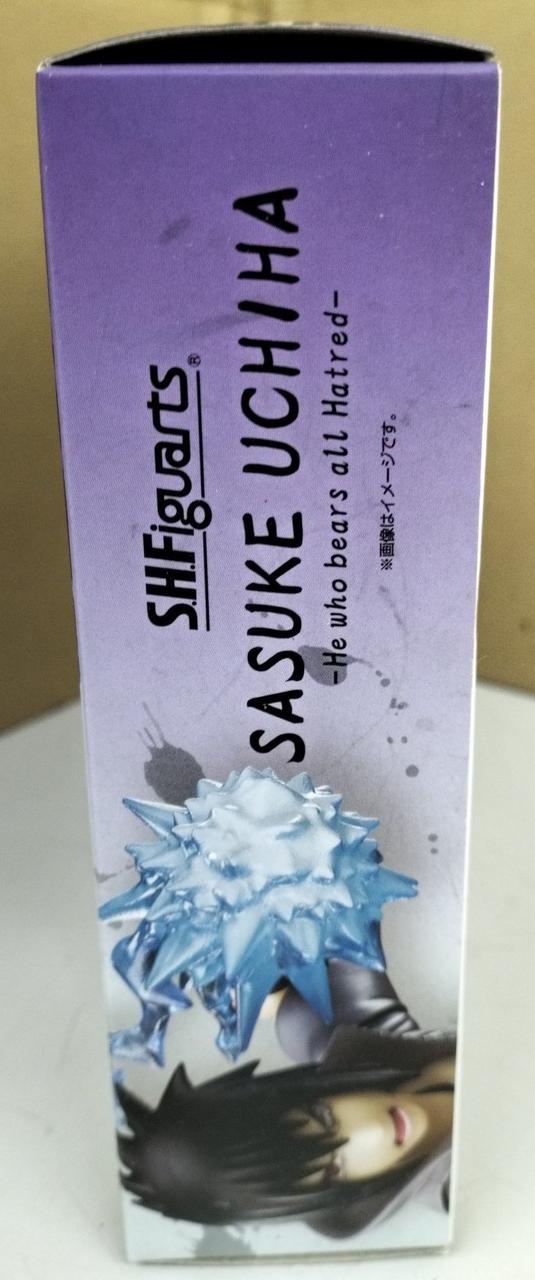 S.H.Figuarts®
SASUKE UCHIHA
-He who bears all Hatred-
※画像はイメージです。